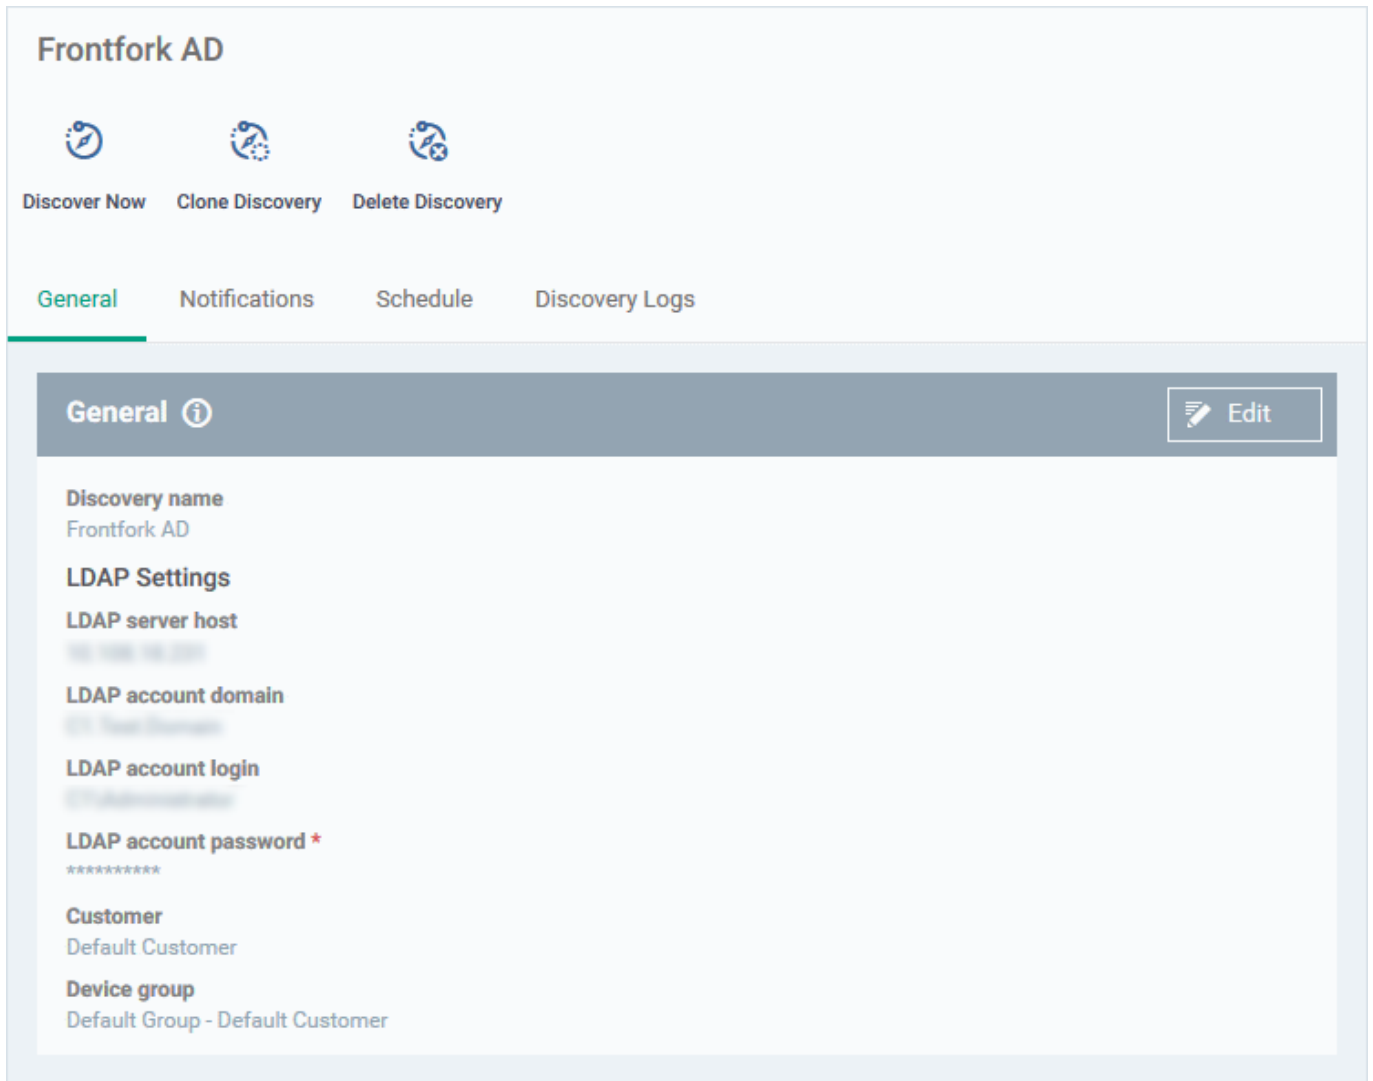 Frontfork AD
Discover Now Clone Discovery Delete Discovery
General Notifications Schedule Discovery Logs
General
Edit
Discovery name
Frontfork AD
LDAP Settings
LDAP server host
LDAP account domain
LDAP account login
LDAP account password *
**********
Customer
Default Customer
Device group
Default Group - Default Customer